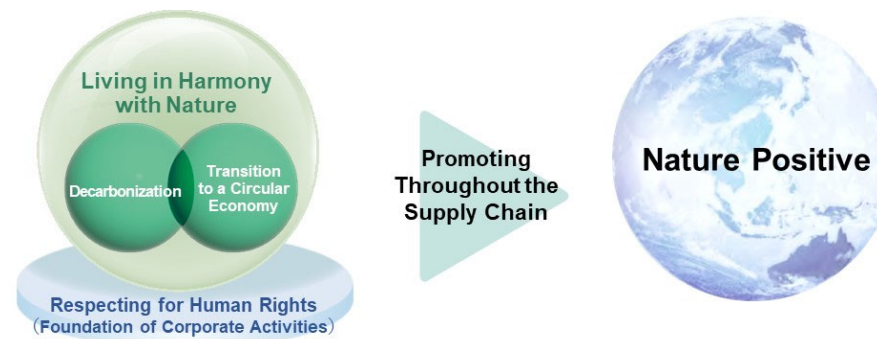 Living in Harmony
with Nature
Decarbonization
Transition
to a Circular
Economy
Respecting for Human Rights
（Foundation of Corporate Activities）
Promoting
Throughout the
Supply Chain
Nature Positive